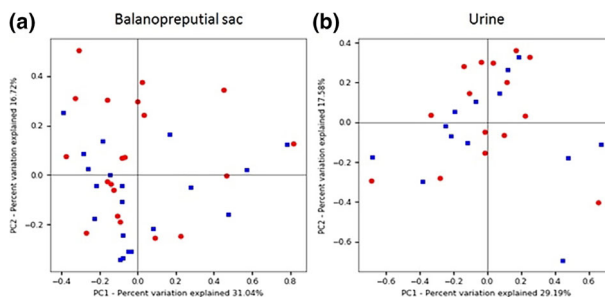 (a) Balanopreputial sac
PC2 - Percent variation explained 16.72%
0.4
0.2
0.0
−0.2
−0.4 −0.2 0.0 0.2 0.4 0.6 0.8
PC1 - Percent variation explained 31.04%
(b) Urine
PC2 - Percent variation explained 17.58%
0.4
0.2
0.0
−0.2
−0.4
−0.6
−0.6 −0.4 −0.2 0.0 0.2 0.4 0.6
PC1 - Percent variation explained 29.19%